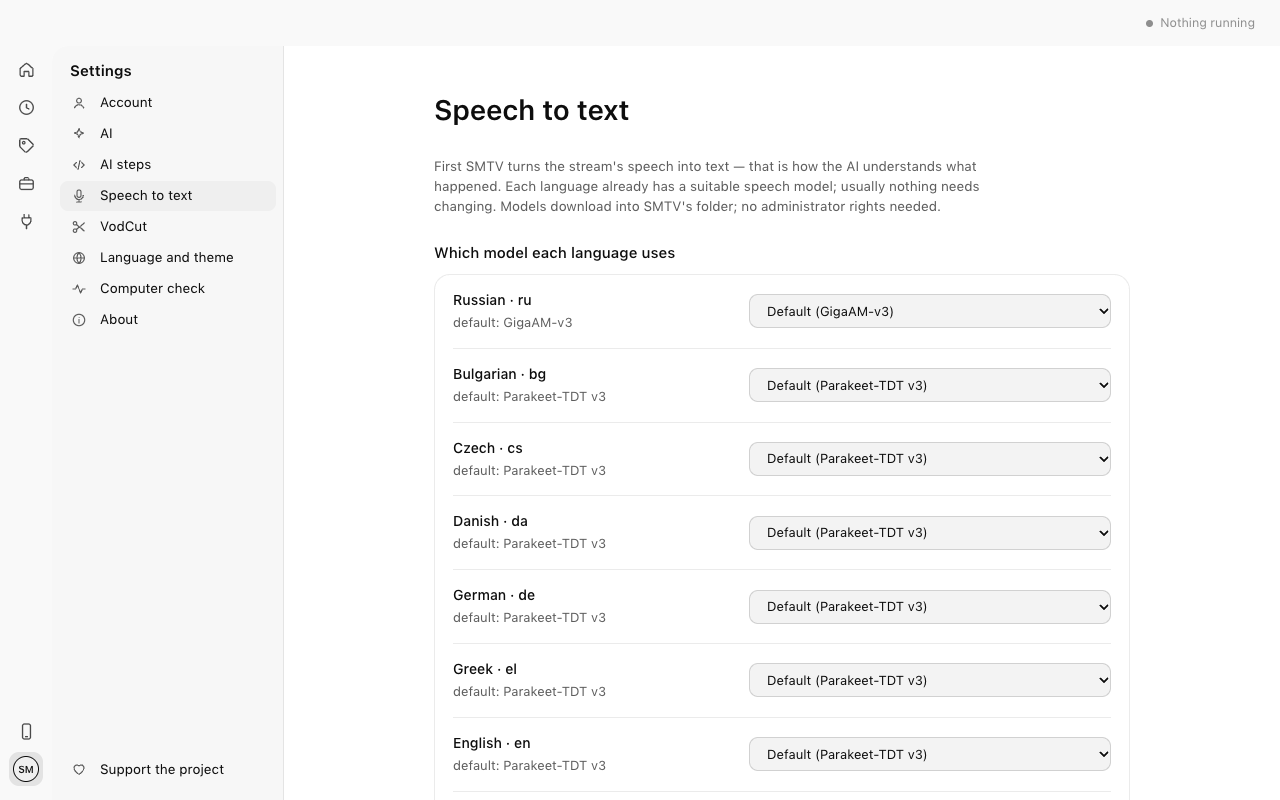 Nothing running
Settings
Account
AI
AI steps
Speech to text
VodCut
Language and theme
Computer check
About
SM
Support the project
Speech to text
First SMTV turns the stream's speech into text — that is how the AI understands what
happened. Each language already has a suitable speech model; usually nothing needs
changing. Models download into SMTV's folder; no administrator rights needed.
Which model each language uses
Russian · ru
default: GigaAM-v3
Default (GigaAM-v3)
Bulgarian · bg
default: Parakeet-TDT v3
Default (Parakeet-TDT v3)
Czech · cs
default: Parakeet-TDT v3
Default (Parakeet-TDT v3)
Danish · da
default: Parakeet-TDT v3
Default (Parakeet-TDT v3)
German · de
default: Parakeet-TDT v3
Default (Parakeet-TDT v3)
Greek · el
default: Parakeet-TDT v3
Default (Parakeet-TDT v3)
English · en
default: Parakeet-TDT v3
Default (Parakeet-TDT v3)